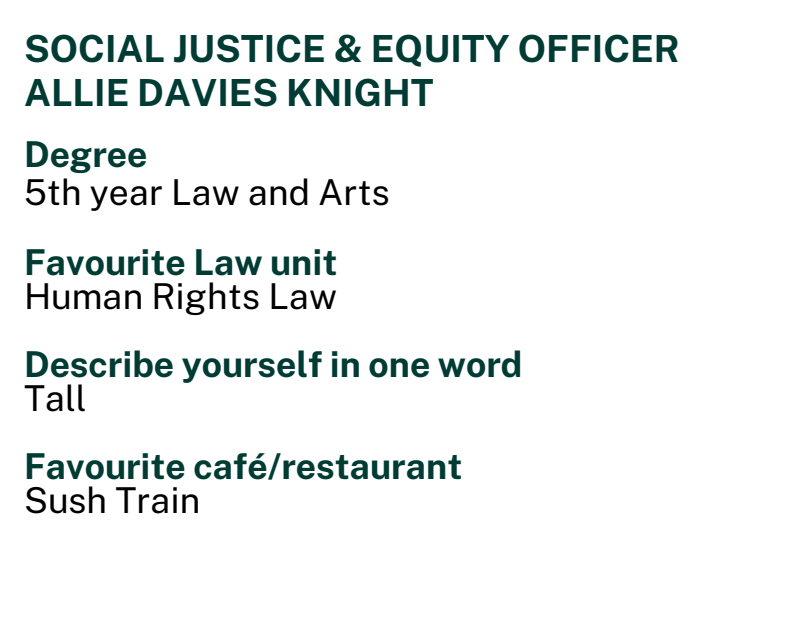 SOCIAL JUSTICE & EQUITY OFFICER
ALLIE DAVIES KNIGHT
Degree
5th year Law and Arts
Favourite Law unit
Human Rights Law
Describe yourself in one word
Tall
Favourite café/restaurant
Sush Train